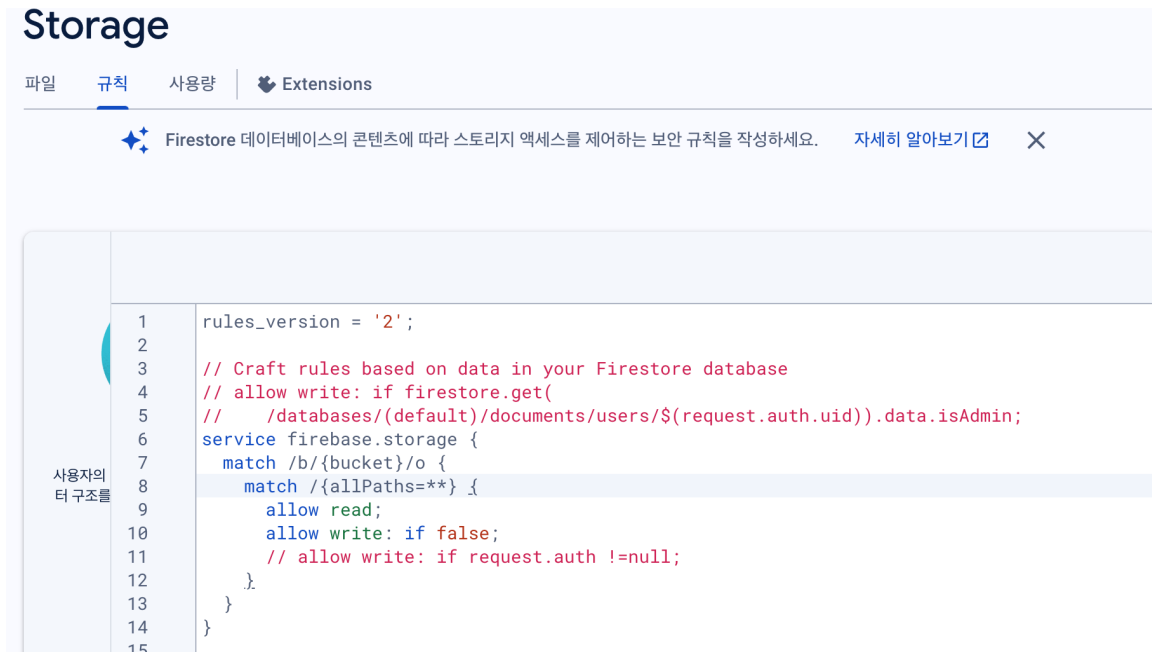 Storage
파일 규칙 사용량 Extensions
Firestore 데이터베이스의 콘텐츠에 따라 스토리지 액세스를 제어하는 보안 규칙을 작성하세요. 자세히 알아보기
사용자의
터 구조를
1 rules_version = '2';
2
3 // Craft rules based on data in your Firestore database
4 // allow write: if firestore.get(
5 //    /databases/(default)/documents/users/$(request.auth.uid)).data.isAdmin;
6 service firebase.storage {
7   match /b/{bucket}/o {
8     match /{allPaths=**} {
9       allow read;
10       allow write: if false;
11       // allow write: if request.auth !=null;
12     }
13   }
14 }
15